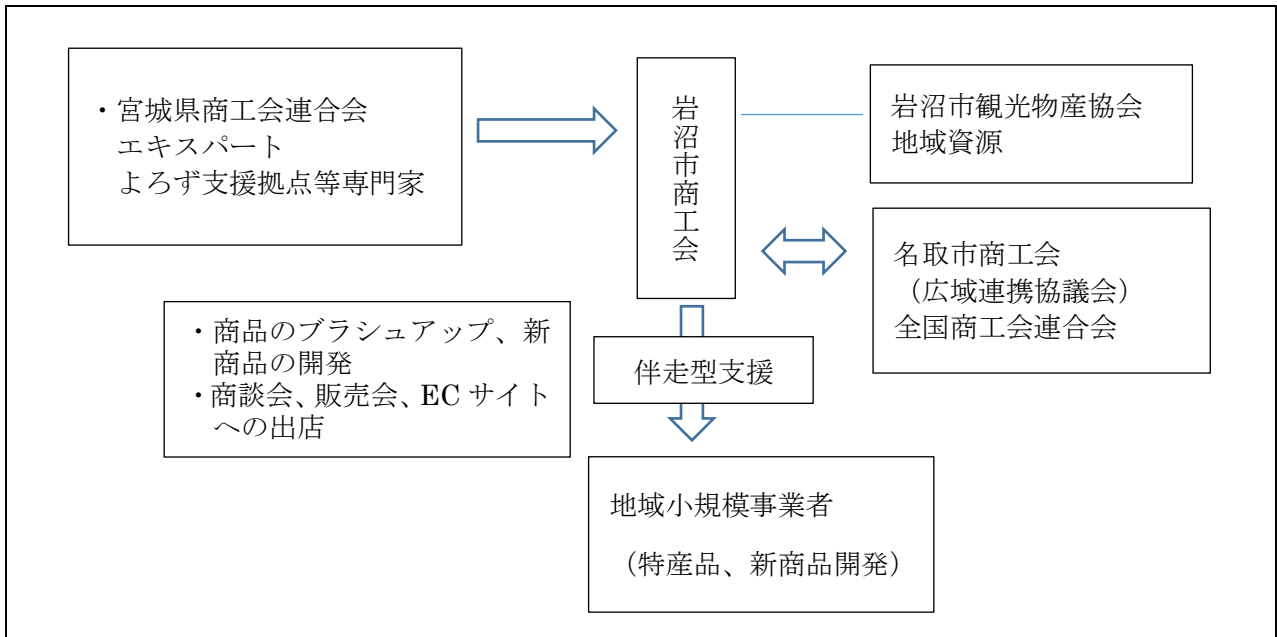 ・宮城県商工会連合会
エキスパート
よろず支援拠点等専門家
岩沼市商工会
岩沼市観光物産協会
地域資源
名取市商工会
（広域連携協議会）
全国商工会連合会
・商品のブラシュアップ、新
商品の開発
・商談会、販売会、EC サイト
への出店
伴走型支援
地域小規模事業者
（特産品、新商品開発）